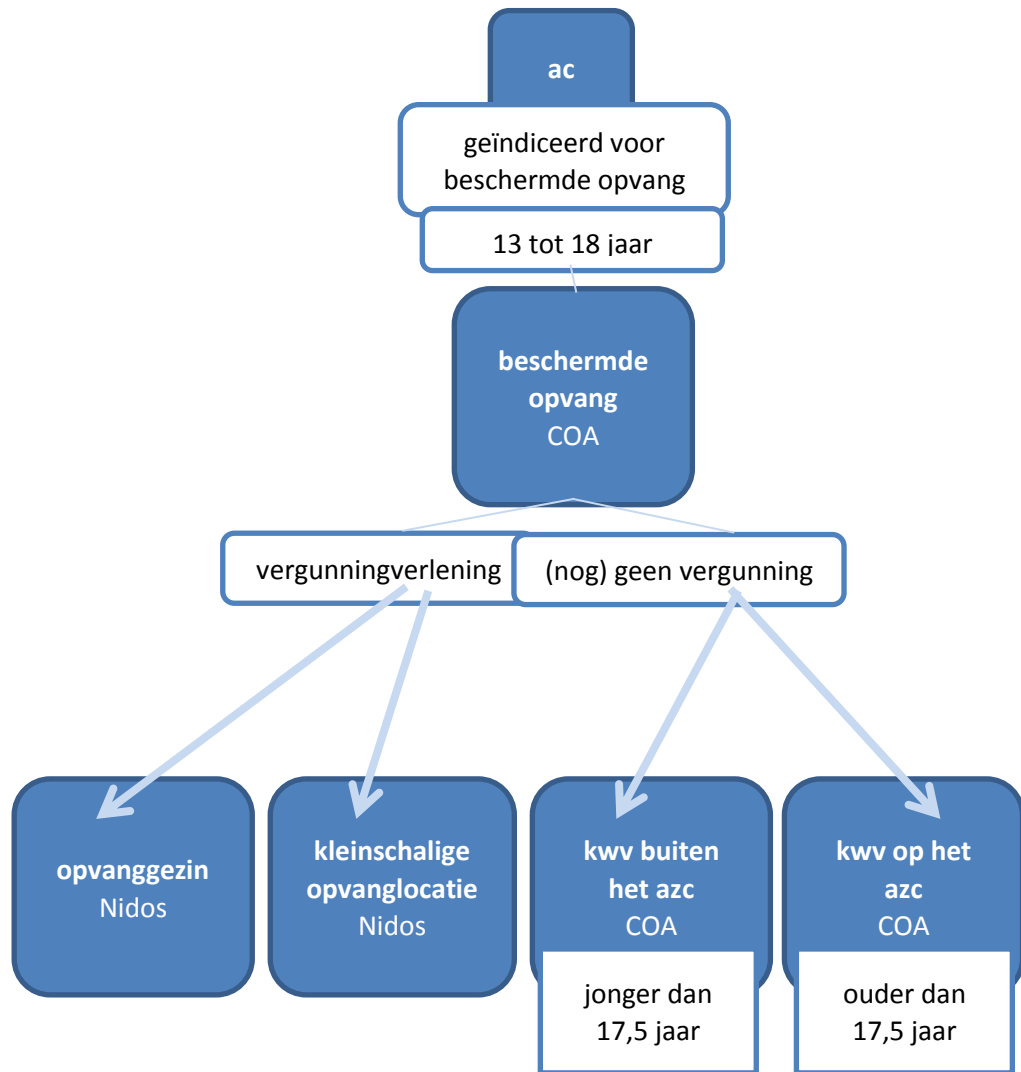 ac
geïndiceerd voor
beschermde opvang
13 tot 18 jaar
beschermde
opvang
COA
vergunningverlening
(nog) geen vergunning
opvanggezin
Nidos
kleinschalige
opvanglocatie
Nidos
kwv buiten
het azc
COA
jonger dan
17,5 jaar
kwv op het
azc
COA
ouder dan
17,5 jaar